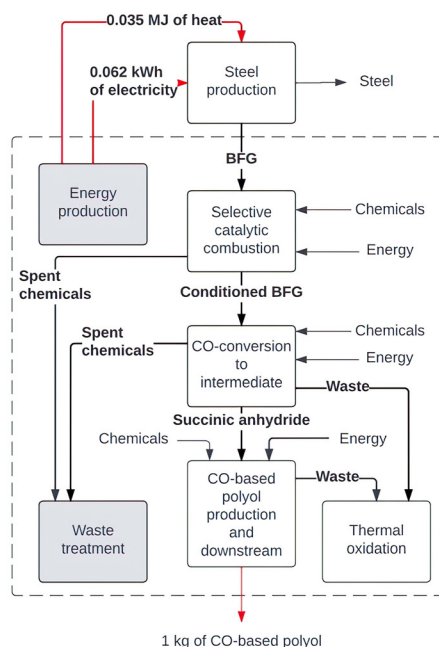 0.035 MJ of heat
0.062 kWh
of electricity
Steel
production
Steel
BFG
Energy
production
Selective
catalytic
combustion
Chemicals
Energy
Spent
chemicals
Conditioned BFG
Spent
chemicals
CO-conversion
to
intermediate
Chemicals
Energy
Waste
Succinic anhydride
Chemicals
Energy
CO-based
polyol
production
and
downstream
Waste
Waste
treatment
Thermal
oxidation
1 kg of CO-based polyol